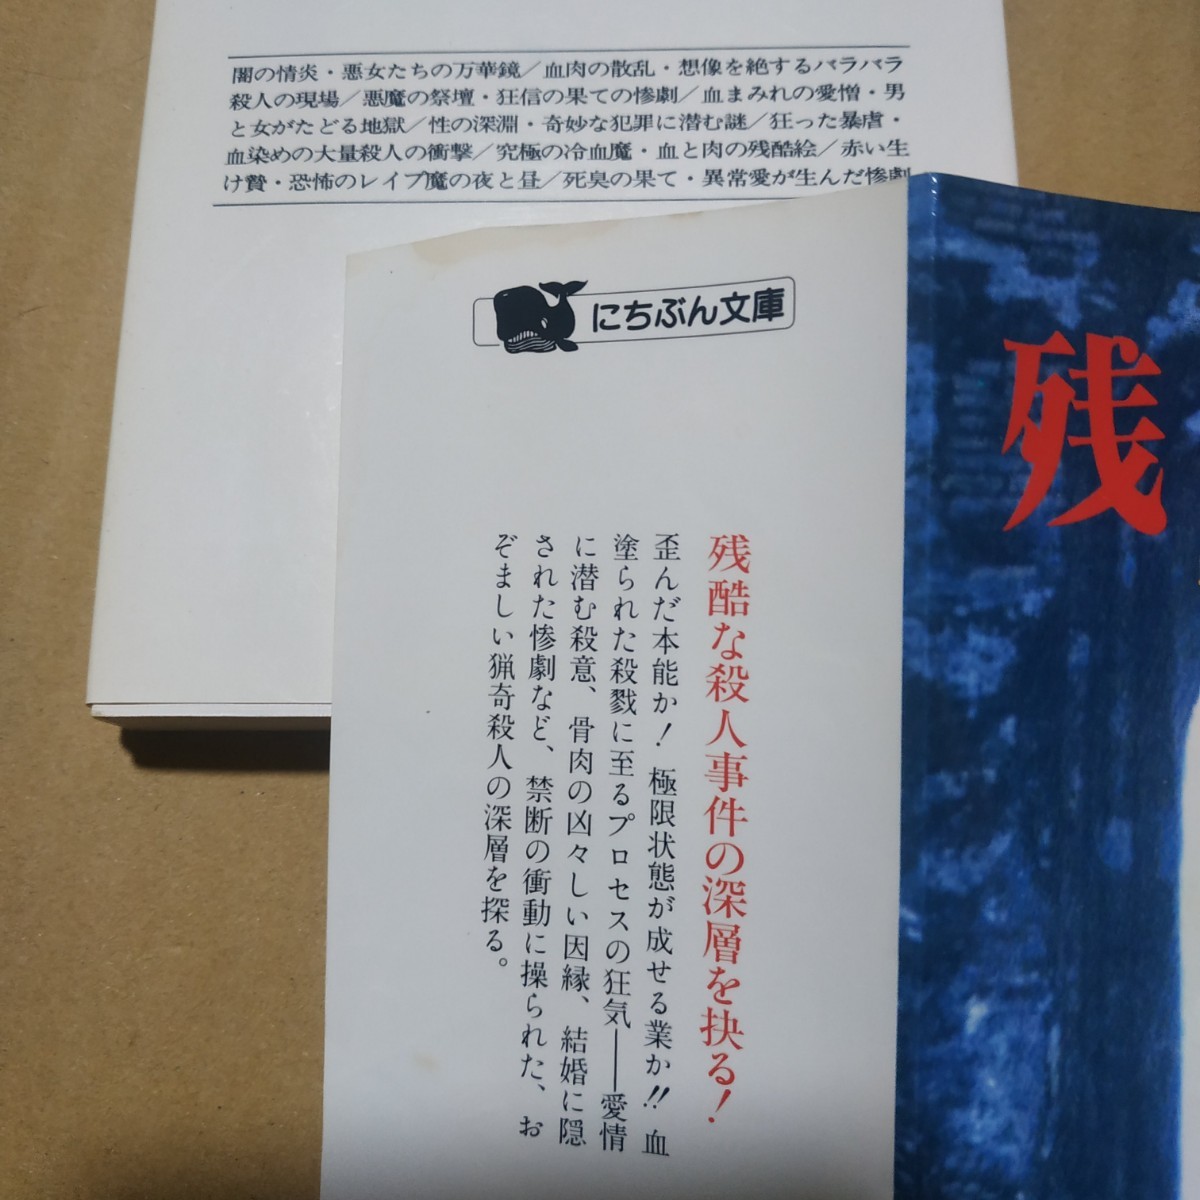 闇の情炎・悪女たちの万華鏡／血肉の散乱・想像を絶するバラバラ
殺人の現場／悪魔の祭壇・狂信の果ての惨劇／血まみれの愛憎・男
と女がたどる地獄／性の深淵・奇妙な犯罪に潜む謎／狂った暴虐・
血染めの大量殺人の衝撃／究極の冷血魔・血と肉の残酷絵／赤い生
け贄・恐怖のレイプ魔の夜と昼／死臭の果て・異常愛が生んだ惨劇
にちぶん文庫
残
残酷な殺人事件の深層を抉る！
歪んだ本能か！極限状態が成せる業か!!血
塗られた殺戮に至るプロセスの狂気――愛情
に潜む殺意、骨肉の凶々しい因縁、結婚に隠
された惨劇など、禁断の衝動に操られた、お
ぞましい猟奇殺人の深層を探る。